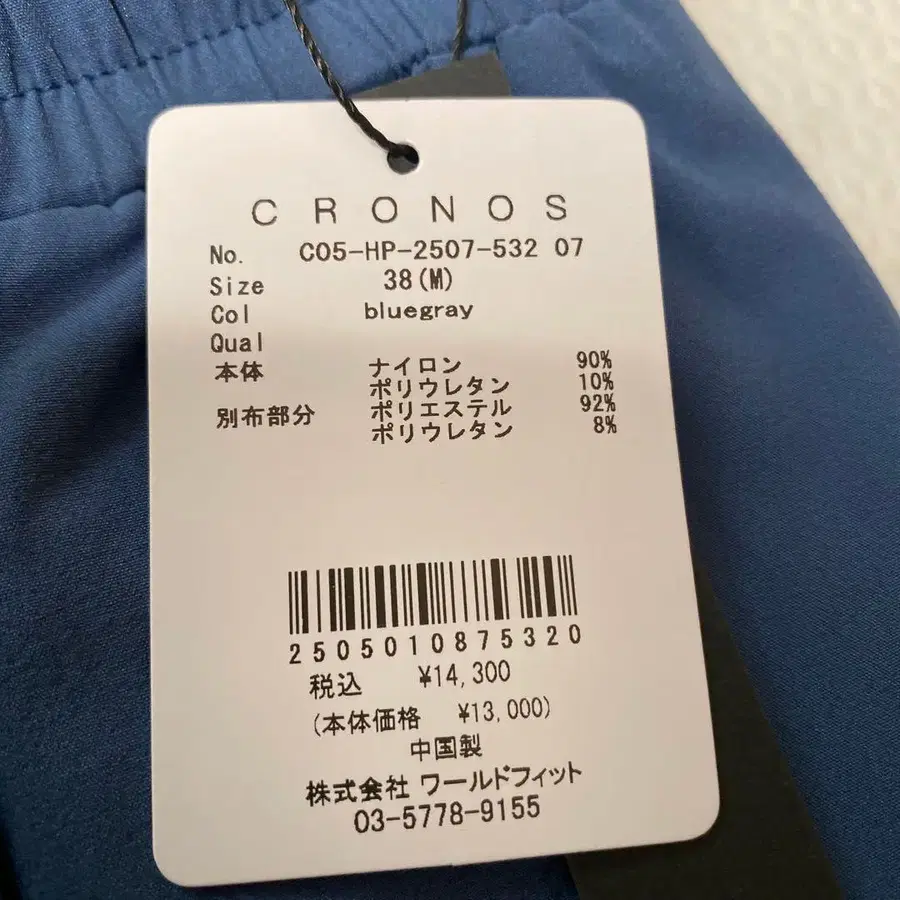 CRONOS
No. C05-HP-2507-532 07
Size 38(M)
Col bluegray
Qual
本体 ナイロン 90%
ポリウレタン 10%
別布部分 ポリエステル 92%
ポリウレタン 8%
2505010875320
税込 ¥14,300
(本体価格 ¥13,000)
中国製
株式会社 ワールドフィット
03-5778-9155